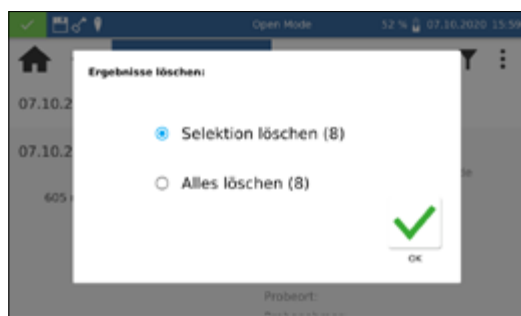 Open Mode 52 % 07.10.2020 15:59
Ergebnisse löschen:
07.10.2
Selektion löschen (8)
07.10.2
Alles löschen (8)
605
OK
Probeort: